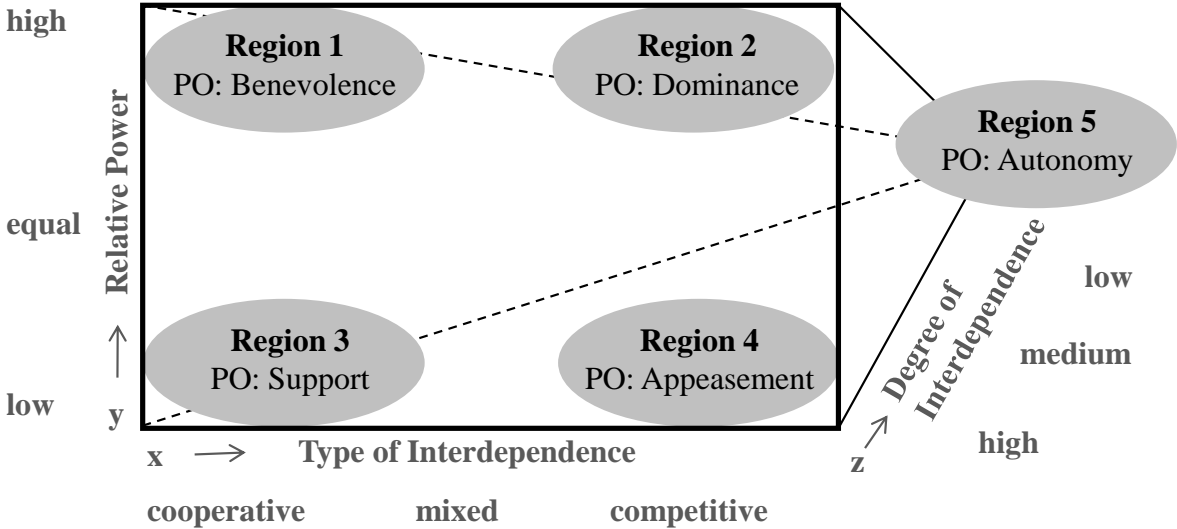 high
Region 1
PO: Benevolence
Region 2
PO: Dominance
Region 5
PO: Autonomy
Relative Power
equal
low
Region 3
PO: Support
Region 4
PO: Appeasement
Degree of
Interdependence
medium
low
y
high
x
Type of Interdependence
z
cooperative
mixed
competitive